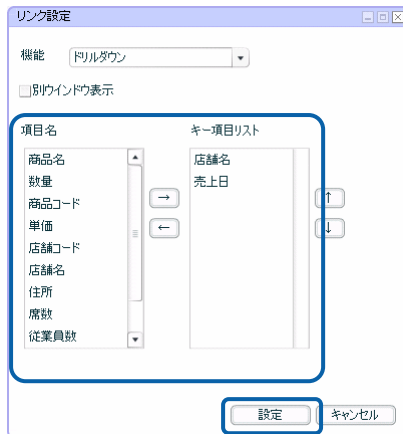 リンク設定
機能 ドリルダウン
別ウインドウ表示
項目名 キー項目リスト
商品名 店舗名
数量 売上日
商品コード → ↑
単価 ← ↓
店舗コード
店舗名
住所
席数
従業員数
設定 キャンセル